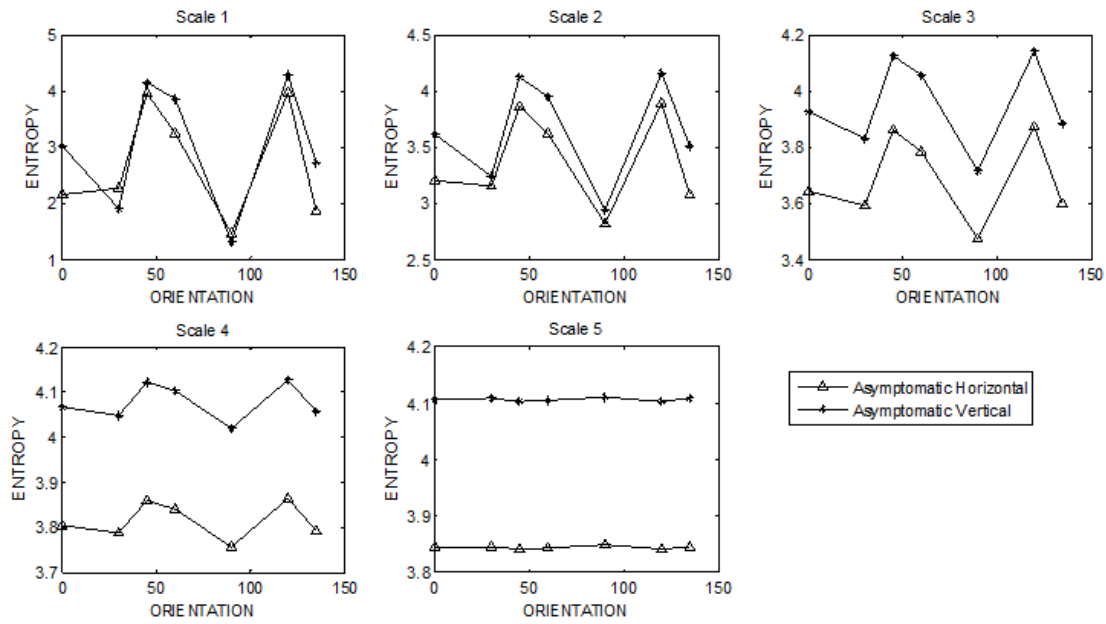 Scale 1
5
4
3
2
1
ENTROPY
0 50 100 150
ORIENTATION
Scale 2
4.5
4
3.5
3
2.5
ENTROPY
0 50 100 150
ORIENTATION
Scale 3
4.2
4
3.8
3.6
3.4
ENTROPY
0 50 100 150
ORIENTATION
Scale 4
4.2
4.1
4
3.9
3.8
3.7
ENTROPY
0 50 100 150
ORIENTATION
Scale 5
4.2
4.1
4
3.9
3.8
ENTROPY
0 50 100 150
ORIENTATION
Asymptomatic Horizontal
Asymptomatic Vertical